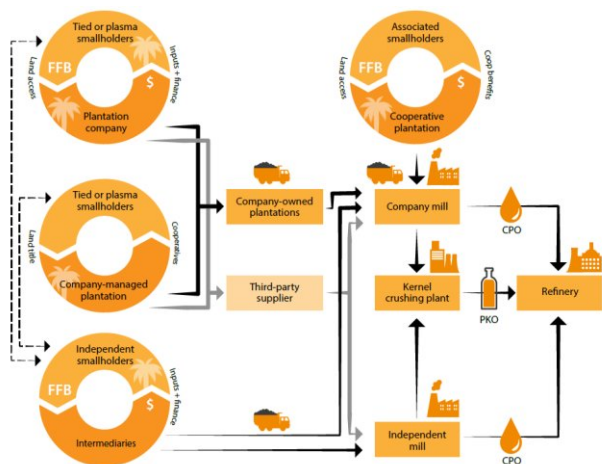 Tied or plasma
smallholders
FFB
$
Land access
Inputs + finance
Plantation
company
Associated
smallholders
FFB
$
Land access
Coop benefits
Cooperative
plantation
Tied or plasma
smallholders
Land title
Cooperatives
Company-managed
plantation
Company-owned
plantations
Company mill
CPO
Third-party
supplier
Kernel
crushing plant
PKO
Refinery
Independent
smallholders
FFB
$
Inputs + finance
Intermediaries
Independent
mill
CPO